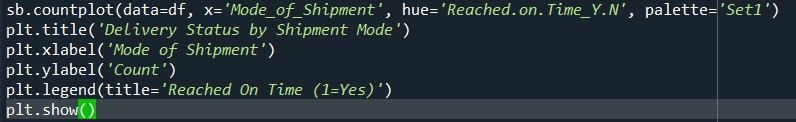 sb.countplot(data=df, x='Mode_of_Shipment', hue='Reached.on.Time_Y.N', palette='Set1')
plt.title('Delivery Status by Shipment Mode')
plt.xlabel('Mode of Shipment')
plt.ylabel('Count')
plt.legend(title='Reached On Time (1=Yes)')
plt.show()